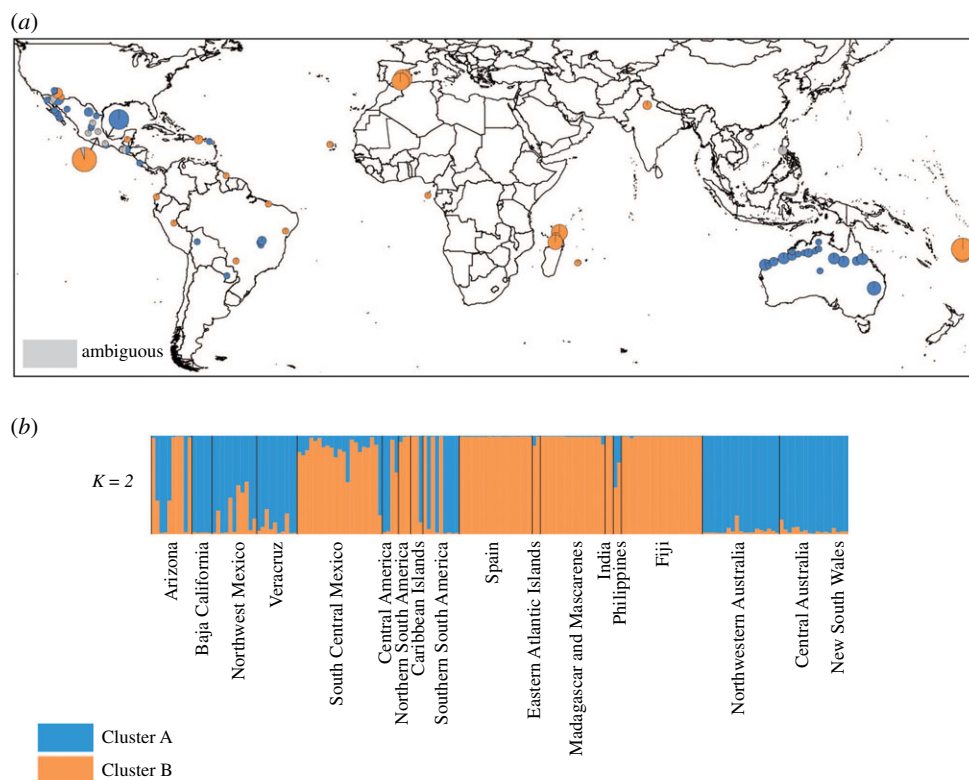 (a)
ambiguous
(b)
K = 2
Arizona
Baja California
Northwest Mexico
Veracruz
South Central Mexico
Central America
Northern South America
Caribbean Islands
Southern South America
Spain
Eastern Atlantic Islands
Madagascar and Mascarenes
India
Philippines
Fiji
Northwestern Australia
Central Australia
New South Wales
Cluster A
Cluster B